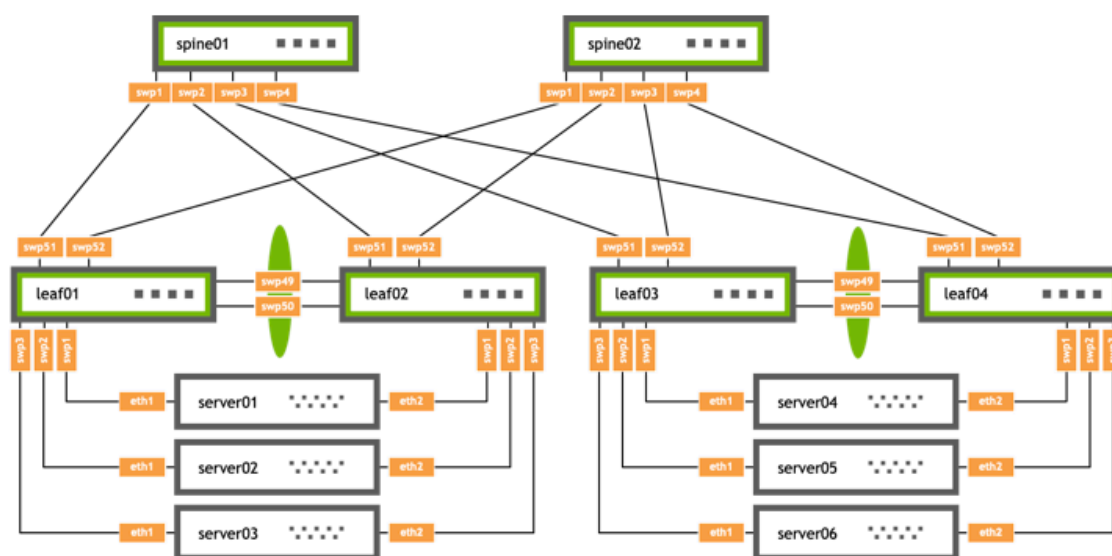 spine01 spine02
swp1 swp2 swp3 swp4 swp1 swp2 swp3 swp4
swp51 swp52 swp51 swp52 swp51 swp52 swp51 swp52
leaf01 swp49 leaf02 leaf03 swp49 leaf04
swp50 swp50
swp3 swp2 swp1 swp1 swp2 swp3 swp3 swp2 swp1 swp1 swp2 swp3
eth1 server01 eth2 eth1 server04 eth2
eth1 server02 eth2 eth1 server05 eth2
eth1 server03 eth2 eth1 server06 eth2